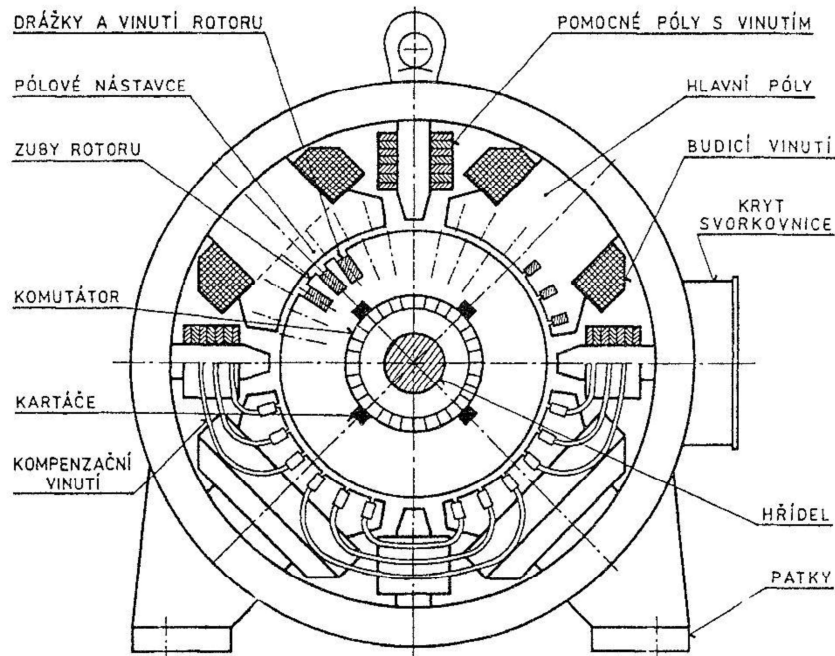 DRÁŽKY A VINUTÍ ROTORU
PÓLOVÉ NÁSTAVCE
ZUBY ROTORU
KOMUTÁTOR
KARTÁČE
KOMPENZAČNÍ
VINUTÍ
POMOCNÉ PÓLY S VINUTÍM
HLAVNÍ PÓLY
BUDICÍ VINUTÍ
KRYT
SVORKOVNICE
HŘÍDEL
PATKY